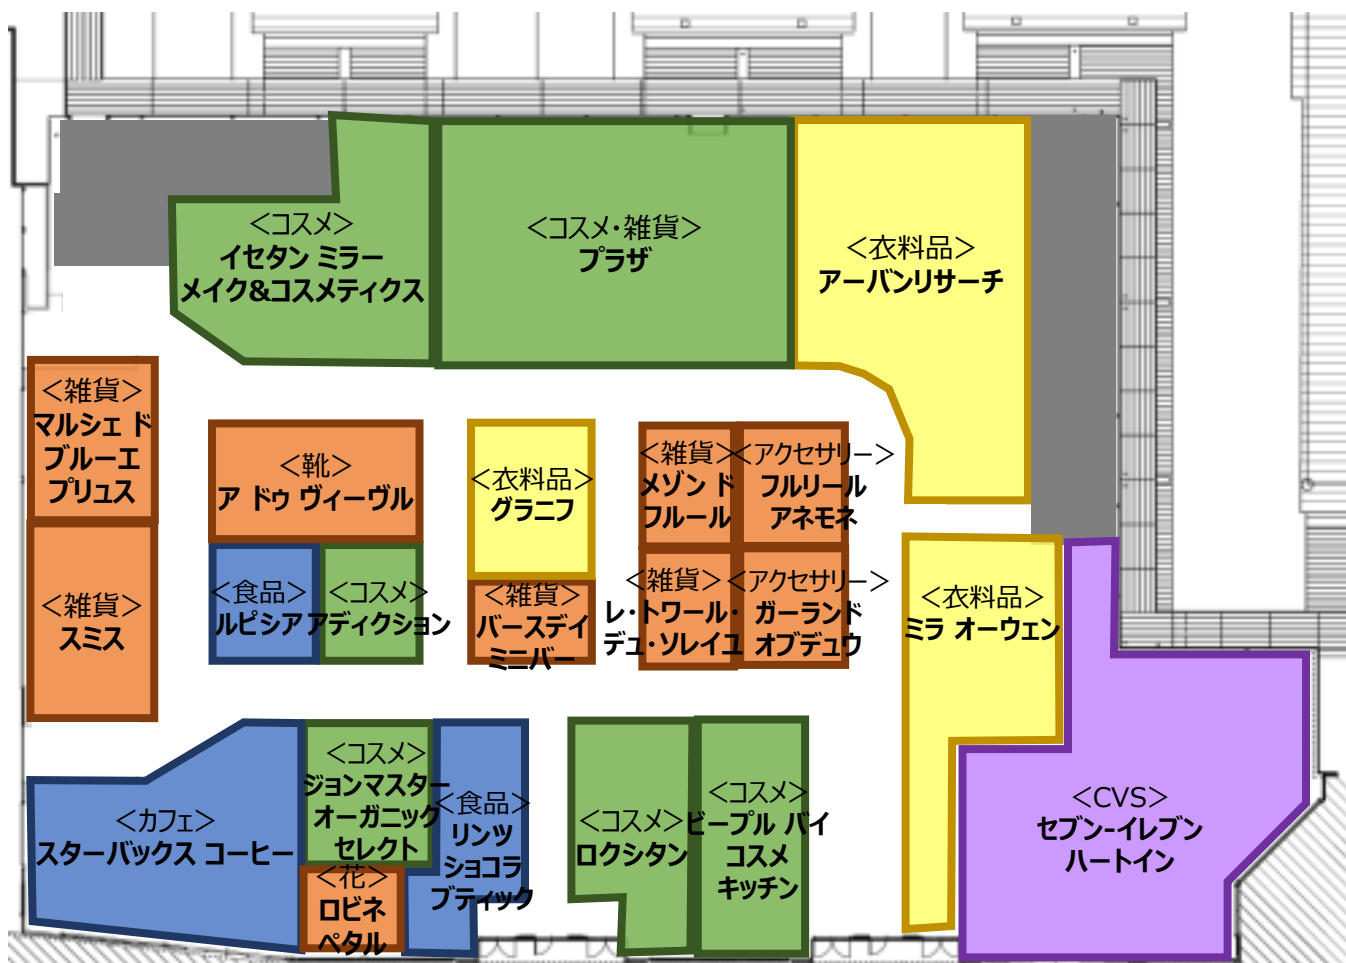 ＜コスメ＞
イセタン ミラー
メイク&コスメティクス
＜コスメ・雑貨＞
プラザ
＜衣料品＞
アーバンリサーチ
＜雑貨＞
マルシェ ド
ブルーエ
プリュス
＜靴＞
ア ドゥ ヴィーヴル
＜衣料品＞
グラニフ
＜雑貨＞
メゾン ド
フルール
＜アクセサリー＞
フルリール
アネモネ
＜雑貨＞
スミス
＜食品＞
ルピシア
＜コスメ＞
アディクション
＜雑貨＞
バースデイ
ミニバー
＜雑貨＞
レ・トワール・
デュ・ソレイユ
＜アクセサリー＞
ガーランド
オブデュウ
＜衣料品＞
ミラ オーウェン
＜カフェ＞
スターバックス コーヒー
＜コスメ＞
ジョンマスター
オーガニック
セレクト
＜花＞
ロビネ
ペタル
＜食品＞
リンツ
ショコラ
ブティック
＜コスメ＞
ロクシタン
＜コスメ＞
ビープル バイ
コスメ
キッチン
＜CVS＞
セブン-イレブン
ハートイン